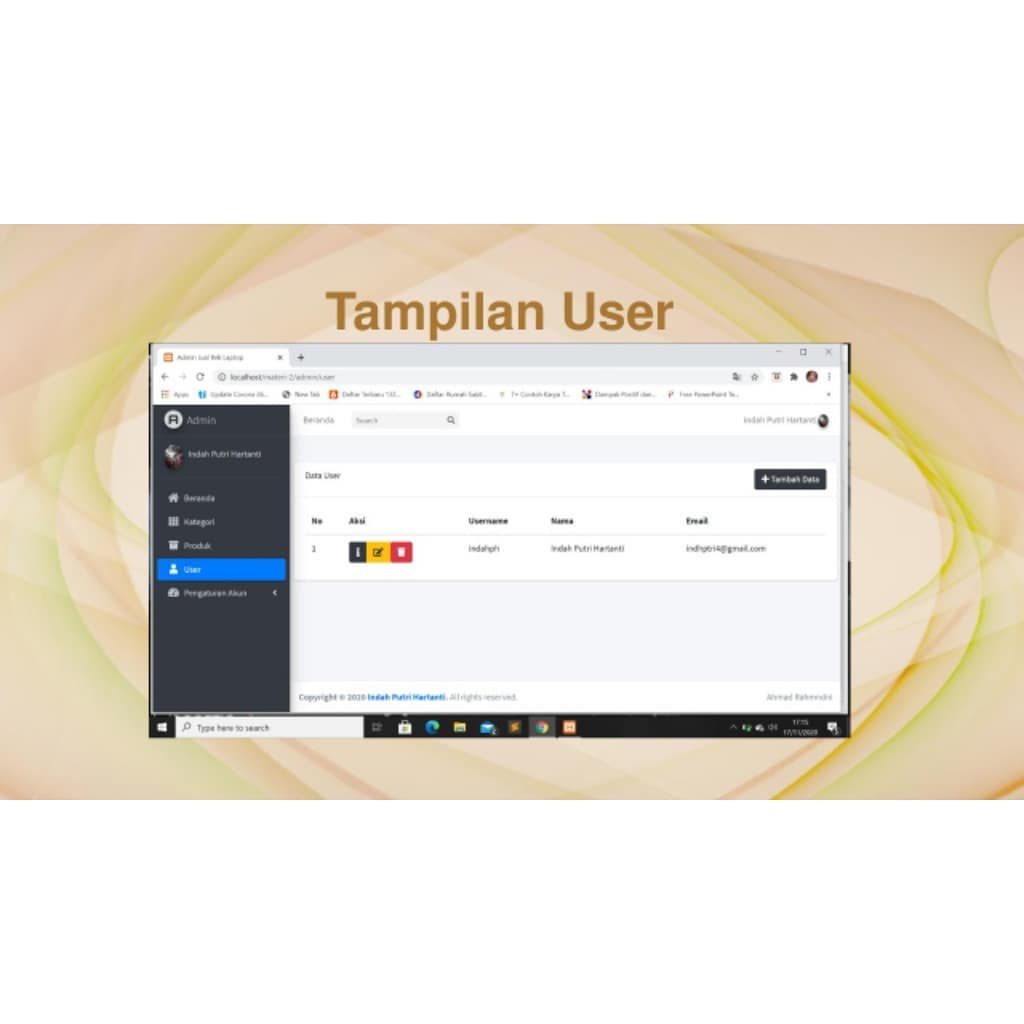 Tampilan User
Admin Jual Beli Laptop
localhost/materi-2/admin/user
Apps Update Corona 26... New Tab Daftar Terbaru 132... Daftar Rumah Sakit... 7+ Contoh Karya T... Dampak Positif dan... Free PowerPoint Te...
Admin
Beranda Search Indah Putri Hartanti
Indah Putri Hartanti
Data User + Tambah Data
Beranda
Kategori
Produk
User
Pengaturan Akun
No Aksi Username Nama Email
1 indahph Indah Putri Hartanti indhptri4@gmail.com
Copyright © 2020 Indah Putri Hartanti. All rights reserved.
Type here to search
17:15
17/11/2020